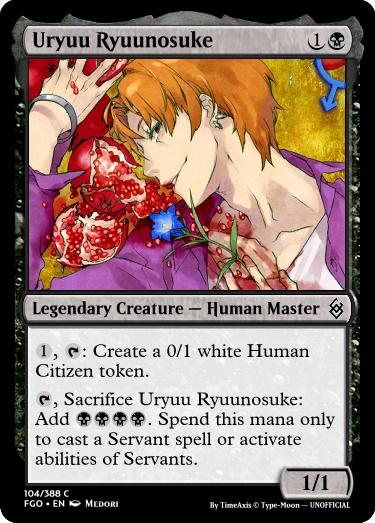 Uryuu Ryuunosuke 1
Legendary Creature — Human Master
1, : Create a 0/1 white Human
Citizen token.
, Sacrifice Uryuu Ryuunosuke:
Add . Spend this mana only
to cast a Servant spell or activate
abilities of Servants.
1/1
104/388 C
FGO • EN MEDORI
By TimeAxis © Type-Moon — UNOFFICIAL